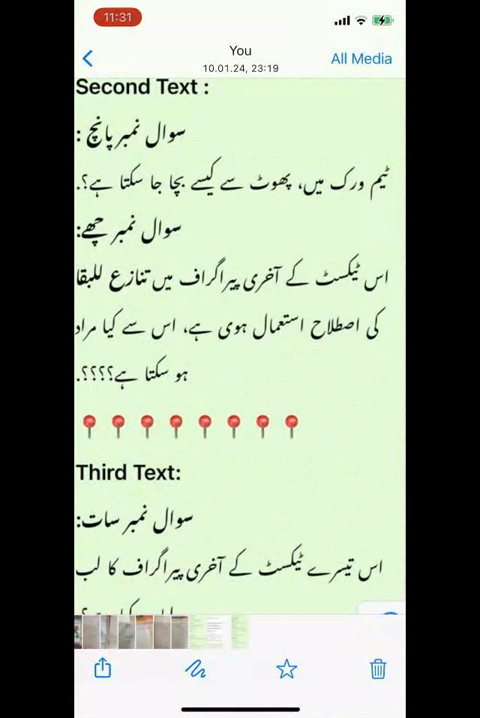 11:31
You
10.01.24, 23:19
All Media
Second Text :
سوال نمبر پانچ :
ٹیم ورک میں، پھوٹ سے کیسے بچا جا سکتا ہے؟.
سوال نمبر چھے:
اس ٹیکسٹ کے آخری پیراگراف میں تنازع للبقا
کی اصطلاح استعمال ہوی ہے، اس سے کیا مراد
ہو سکتا ہے؟؟؟؟.
Third Text:
سوال نمبر سات:
اس تیسرے ٹیکسٹ کے آخری پیراگراف کا لب